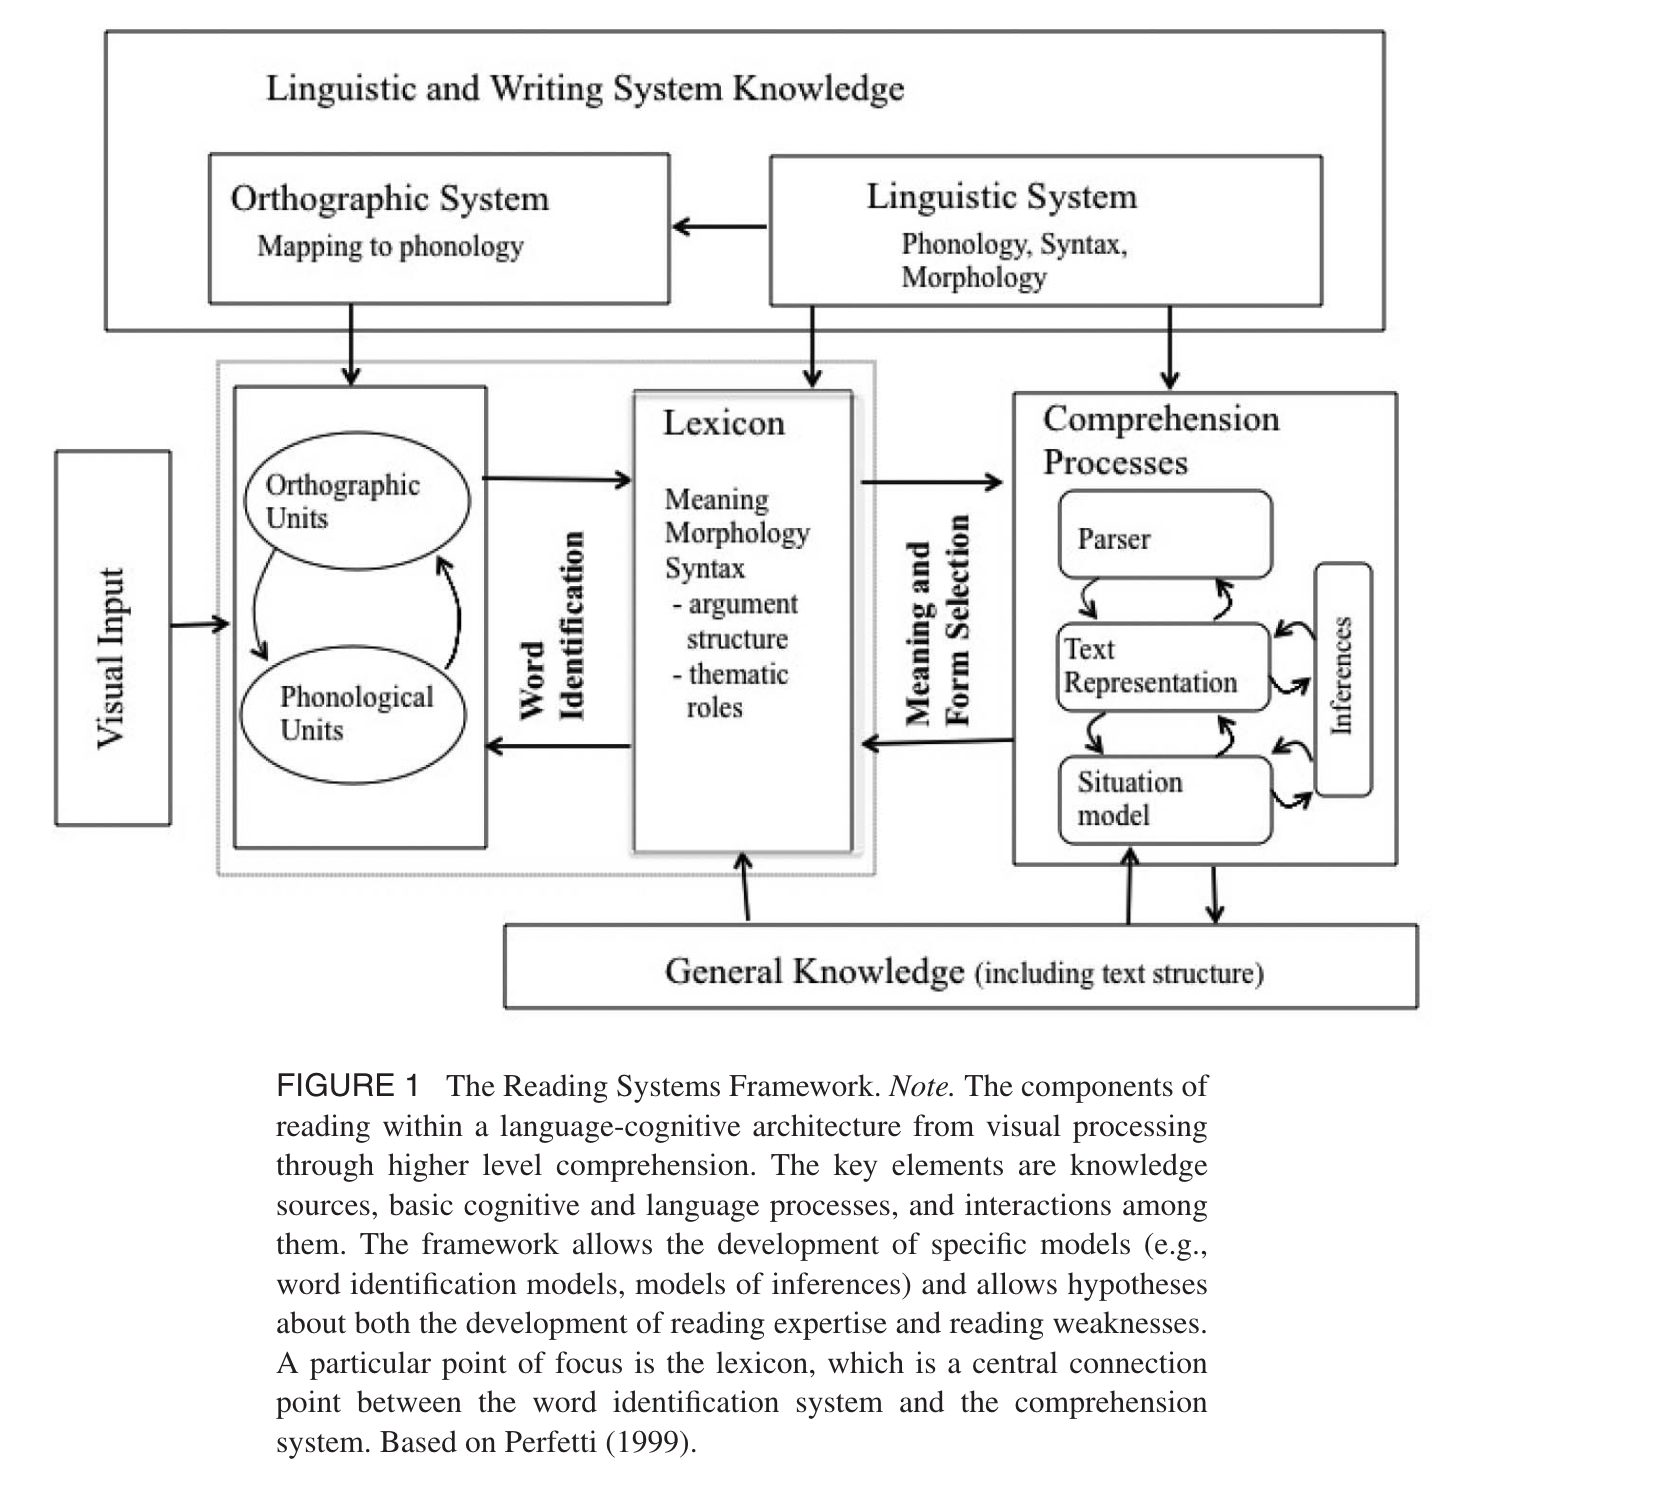 Linguistic and Writing System Knowledge
Orthographic System
Mapping to phonology
Linguistic System
Phonology, Syntax,
Morphology
Visual Input
Orthographic
Units
Phonological
Units
Word
Identification
Lexicon
Meaning
Morphology
Syntax
- argument
structure
- thematic
roles
Meaning and
Form Selection
Comprehension
Processes
Parser
Text
Representation
Situation
model
Inferences
General Knowledge (including text structure)
FIGURE 1 The Reading Systems Framework. Note. The components of
reading within a language-cognitive architecture from visual processing
through higher level comprehension. The key elements are knowledge
sources, basic cognitive and language processes, and interactions among
them. The framework allows the development of specific models (e.g.,
word identification models, models of inferences) and allows hypotheses
about both the development of reading expertise and reading weaknesses.
A particular point of focus is the lexicon, which is a central connection
point between the word identification system and the comprehension
system. Based on Perfetti (1999).